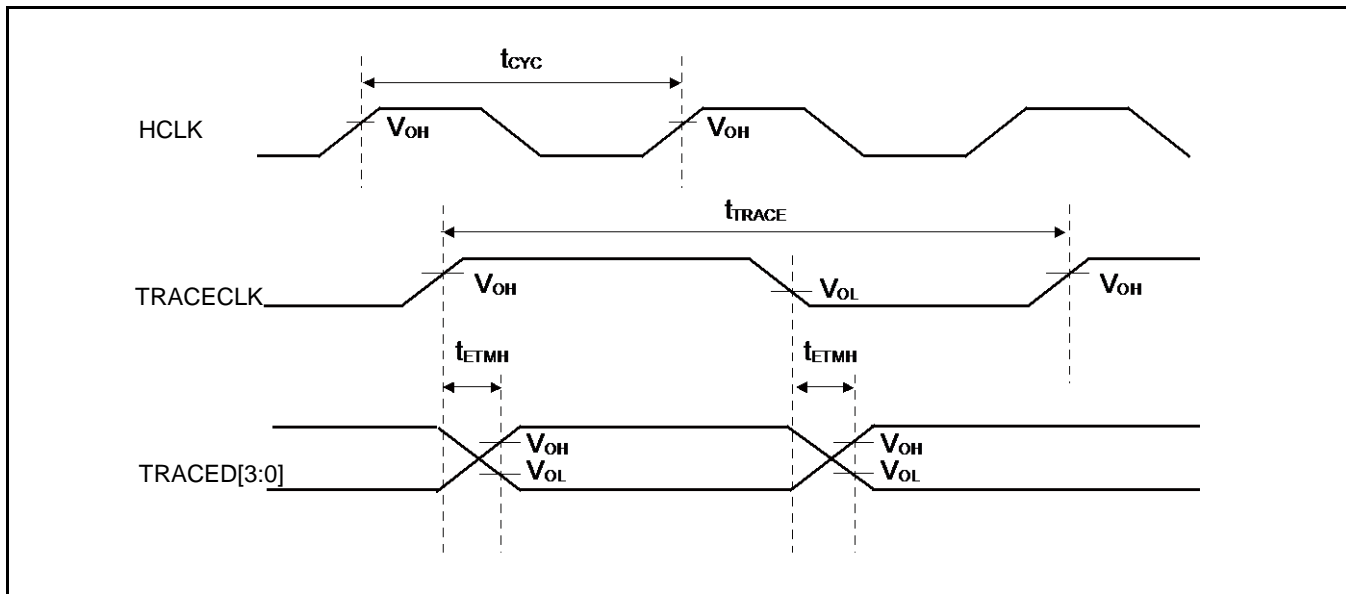 tCYC
HCLK
VOH
VOH
tTRACE
TRACECLK
VOH
VOL
VOH
tETMH
tETMH
TRACED[3:0]
VOH
VOL
VOH
VOL